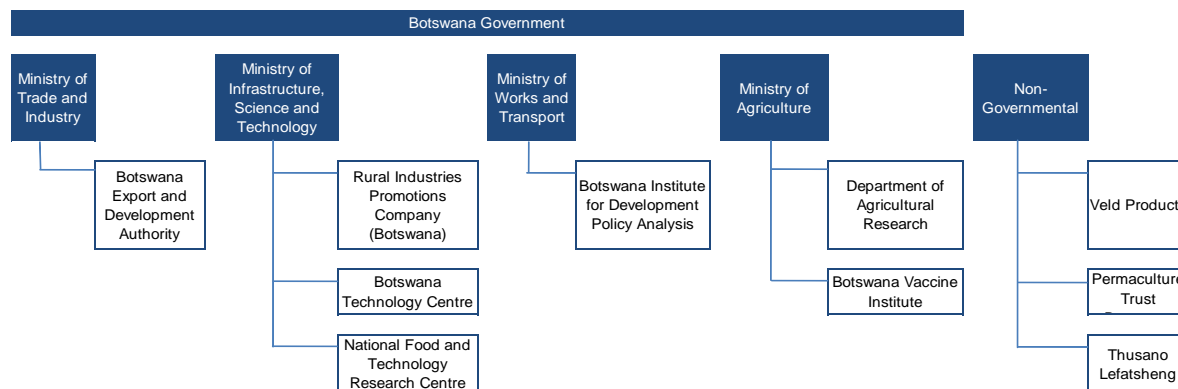 Botswana Government
Ministry of
Trade and
Industry
Ministry of
Infrastructure,
Science and
Technology
Ministry of
Works and
Transport
Ministry of
Agriculture
Non-
Governmental
Botswana
Export and
Development
Authority
Rural Industries
Promotions
Company
(Botswana)
Botswana
Technology Centre
National Food and
Technology
Research Centre
Botswana Institute
for Development
Policy Analysis
Department of
Agricultural
Research
Botswana Vaccine
Institute
Veld Product
Permaculture
Trust
Thusano
Lefatsheng